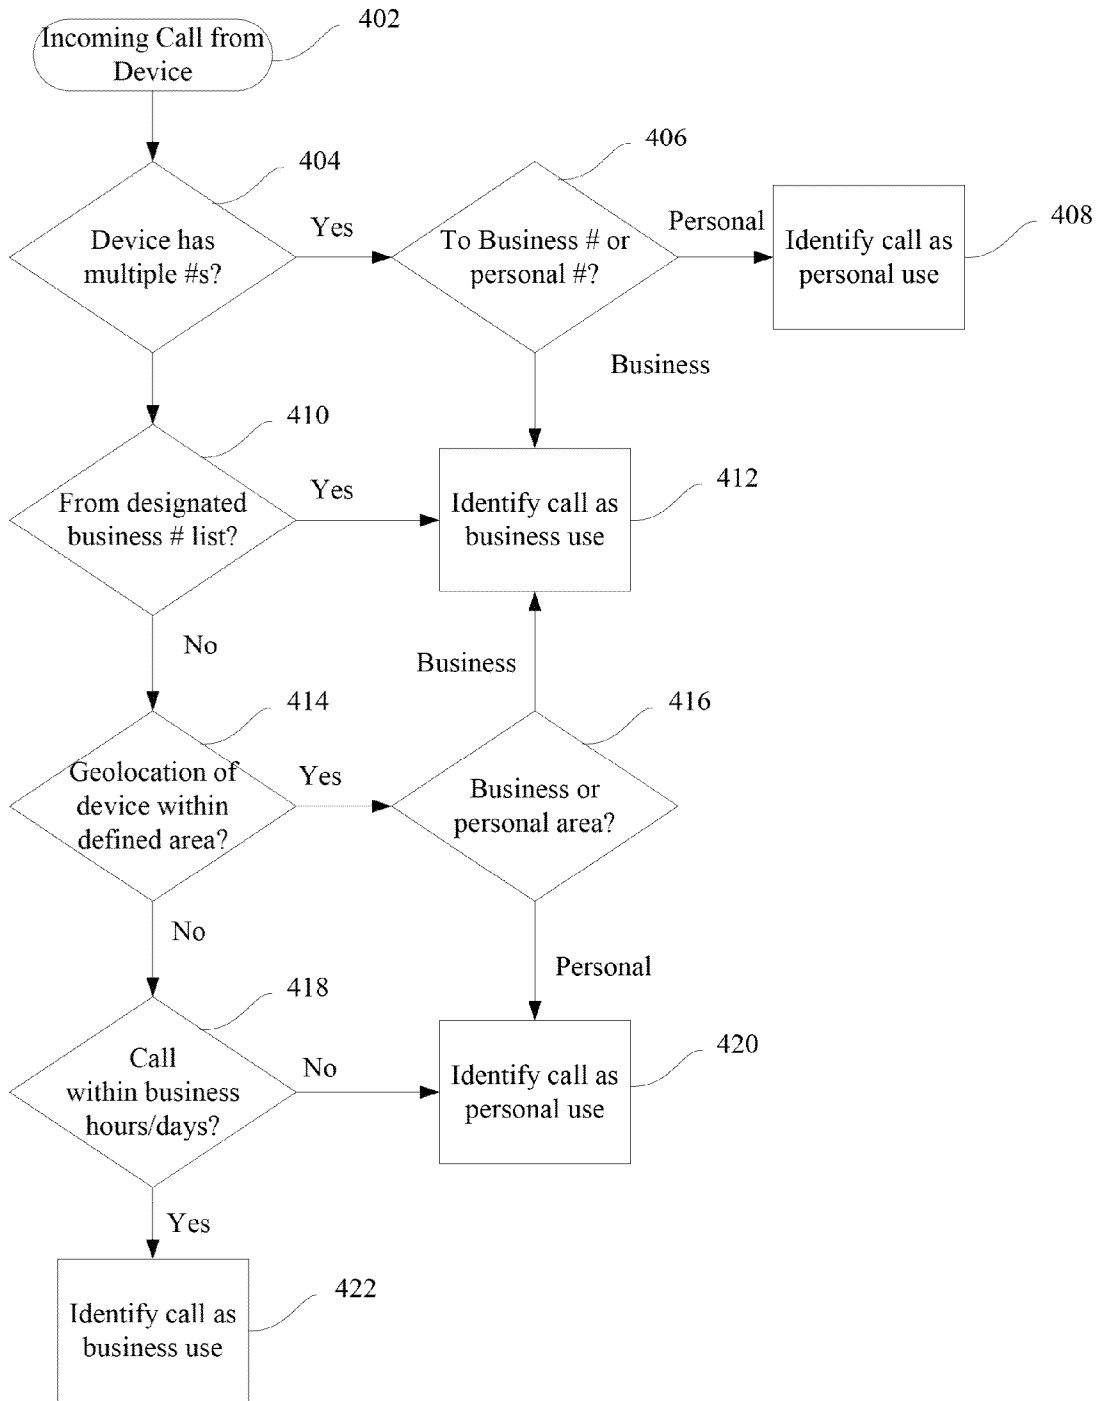 Incoming Call from
Device
402
404
406
Device has
multiple #s?
Yes
To Business # or
personal #?
Personal
Identify call as
personal use
408
Business
410
From designated
business # list?
Yes
Identify call as
business use
412
No
Business
414
416
Geolocation of
device within
defined area?
Yes
Business or
personal area?
No
Personal
418
Call
within business
hours/days?
No
Identify call as
personal use
420
Yes
Identify call as
business use
422